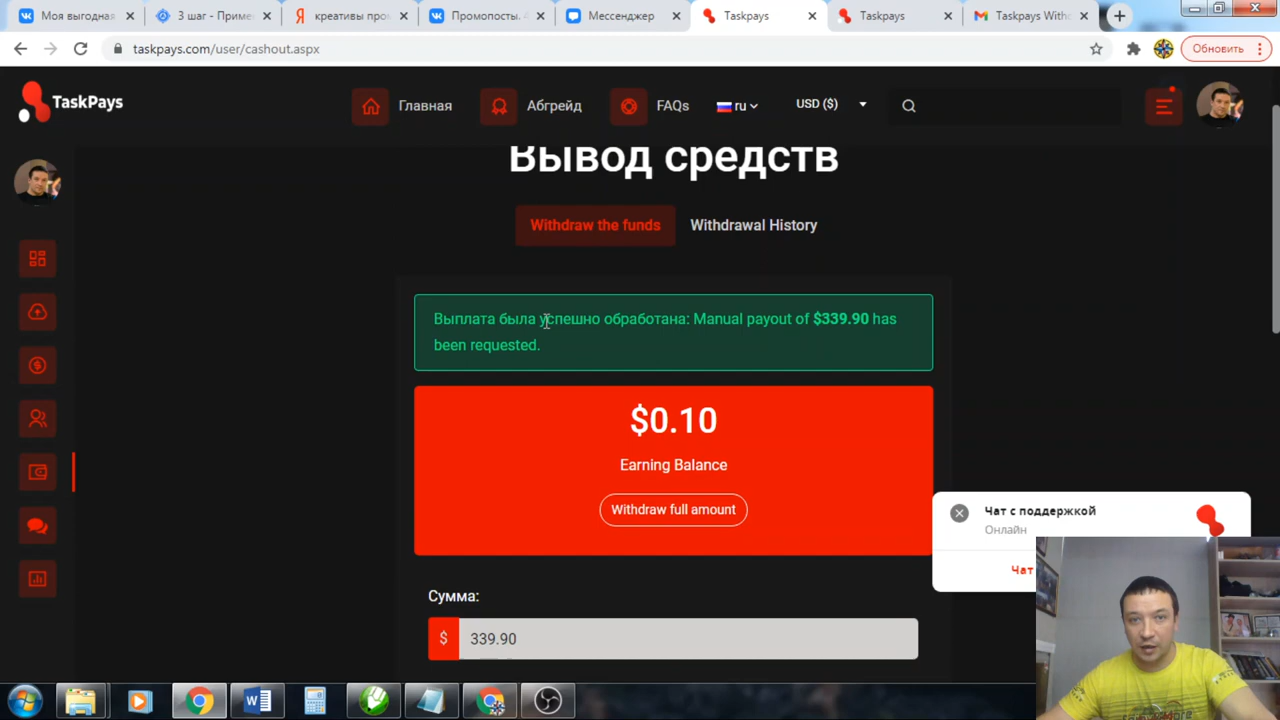 Моя выгодная
3 шаг - Приме
креативы про
Промопосты.
Мессенджер
Taskpays
Taskpays
Taskpays With
taskpays.com/user/cashout.aspx
Обновить
TaskPays
Главная
Абгрейд
FAQs
ru
USD ($)
Вывод средств
Withdraw the funds
Withdrawal History
Выплата была успешно обработана: Manual payout of $339.90 has
been requested.
$0.10
Earning Balance
Withdraw full amount
Чат с поддержкой
Онлайн
Чат
Сумма:
$ 339.90